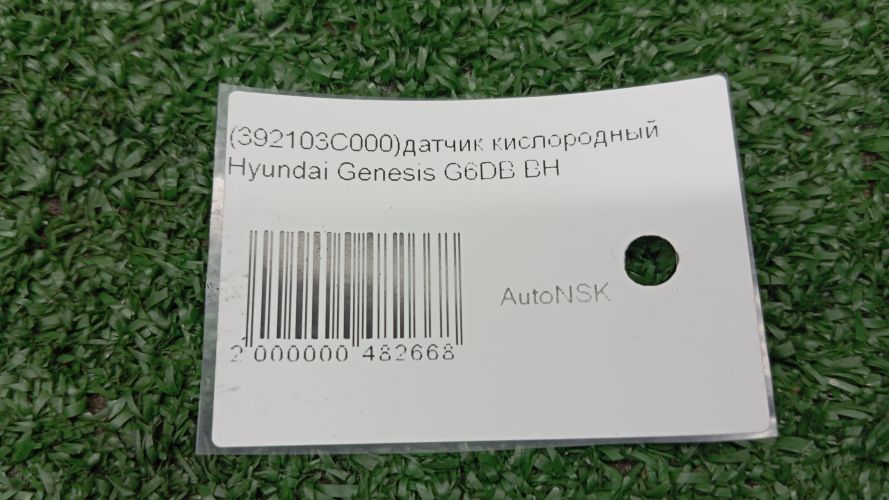 (392103C000)датчик кислородный
Hyundai Genesis G6DB BH
AutoNSK
2 000000 482668